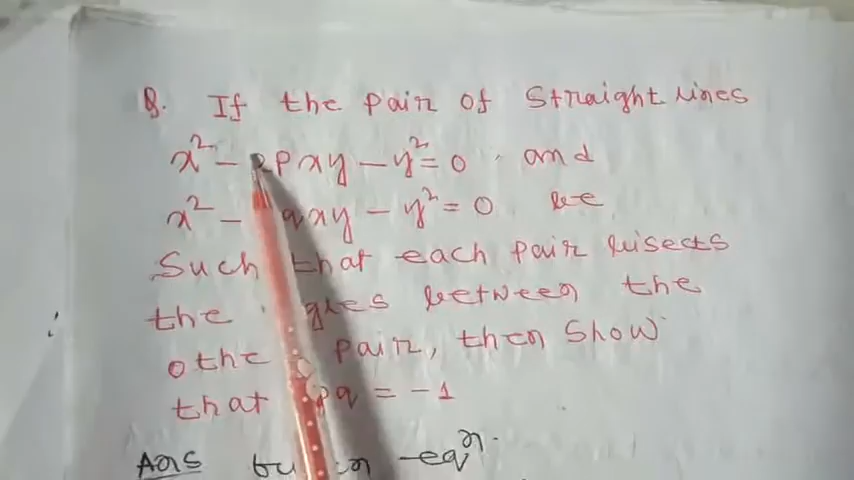 Q. If the pair of straight lines
x² - 2pxy - y² = 0 and
x² - qxy - y² = 0 be
Such that each pair bisects
the between the
pair, then Show
that pq = -1
Ans eqⁿ.